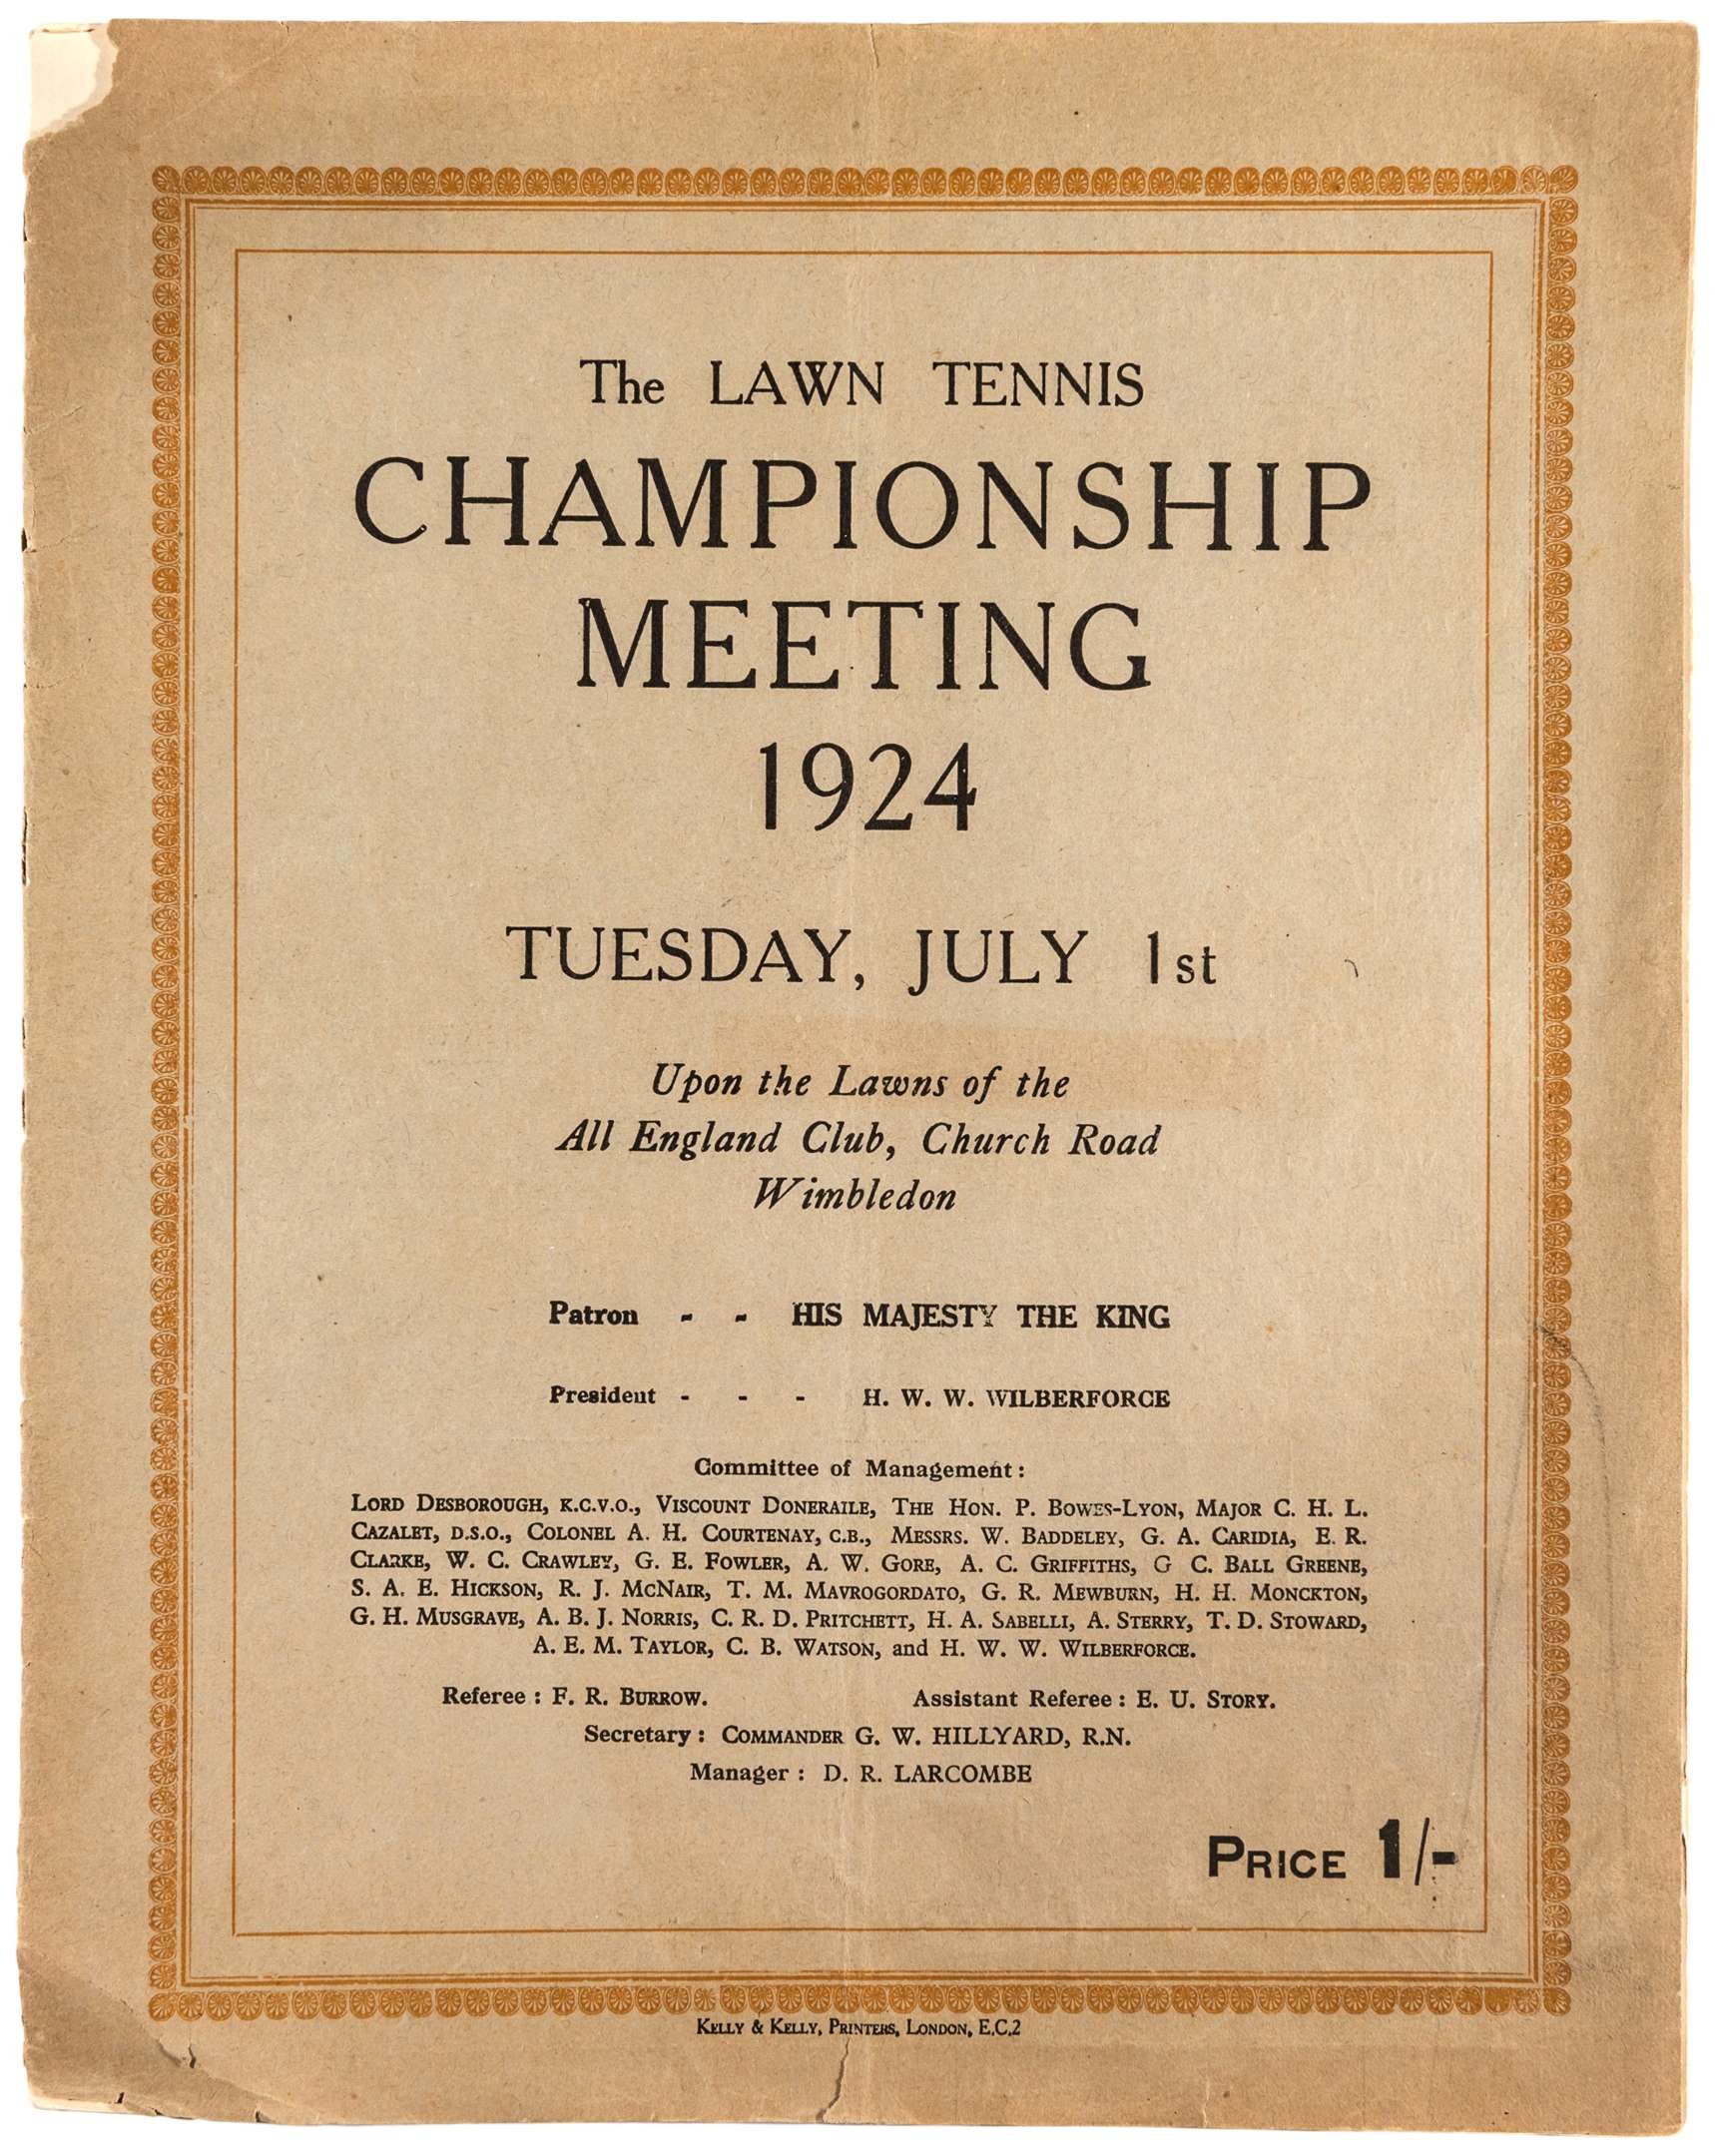 The LAWN TENNIS
CHAMPIONSHIP
MEETING
1924
TUESDAY, JULY 1st
Upon the Lawns of the
All England Club, Church Road
Wimbledon
Patron - - HIS MAJESTY THE KING
President - - - H. W. W. WILBERFORCE
Committee of Management:
LORD DESBOROUGH, K.C.V.O., VISCOUNT DONERAILE, THE HON. P. BOWES-LYON, MAJOR C. H. L.
CAZALET, D.S.O., COLONEL A. H. COURTENAY, C.B., MESSRS. W. BADDELEY, G. A. CARIDIA, E. R.
CLARKE, W. C. CRAWLEY, G. E. FOWLER, A. W. GORE, A. C. GRIFFITHS, G C. BALL GREENE,
S. A. E. HICKSON, R. J. MCNAIR, T. M. MAVROGORDATO, G. R. MEWBURN, H. H. MONCKTON,
G. H. MUSGRAVE, A. B. J. NORRIS, C. R. D. PRITCHETT, H. A. SABELLI, A. STERRY, T. D. STOWARD,
A. E. M. TAYLOR, C. B. WATSON, and H. W. W. WILBERFORCE.
Referee: F. R. BURROW. Assistant Referee: E. U. STORY.
Secretary: COMMANDER G. W. HILLYARD, R.N.
Manager: D. R. LARCOMBE
PRICE 1/-
KELLY & KELLY, PRINTERS, LONDON, E.C.2